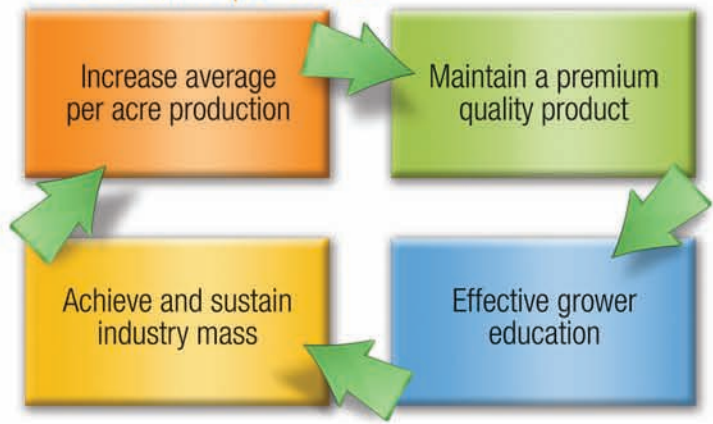 Increase average
per acre production
Maintain a premium
quality product
Achieve and sustain
industry mass
Effective grower
education